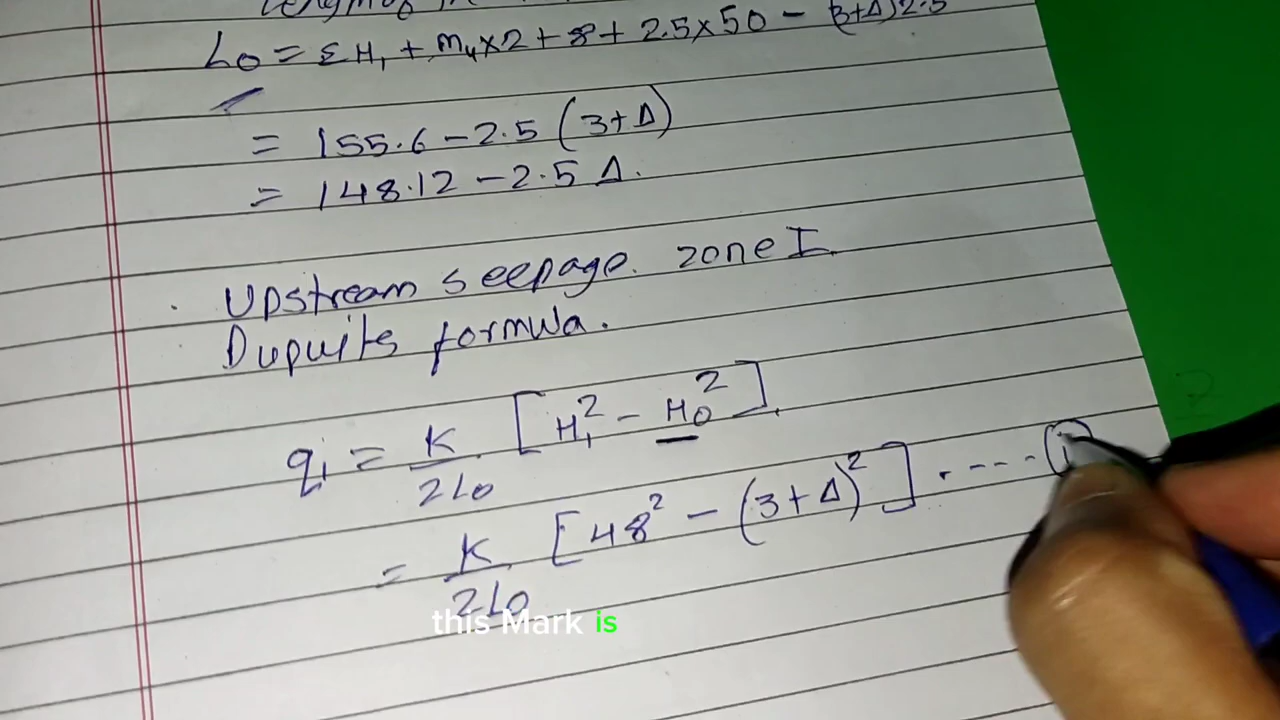 L0 = ΣH1 + m4×2 + 8 + 2.5×50 - (3+Δ)2.5
= 155.6 - 2.5 (3+Δ)
= 148.12 - 2.5 Δ.
Upstream seepage. zone I
Dupuits formula.
q1 = K/2L0 [H1² - H0²]
= K/2L0 [48² - (3+Δ)²] . ---- (i)
this Mark is